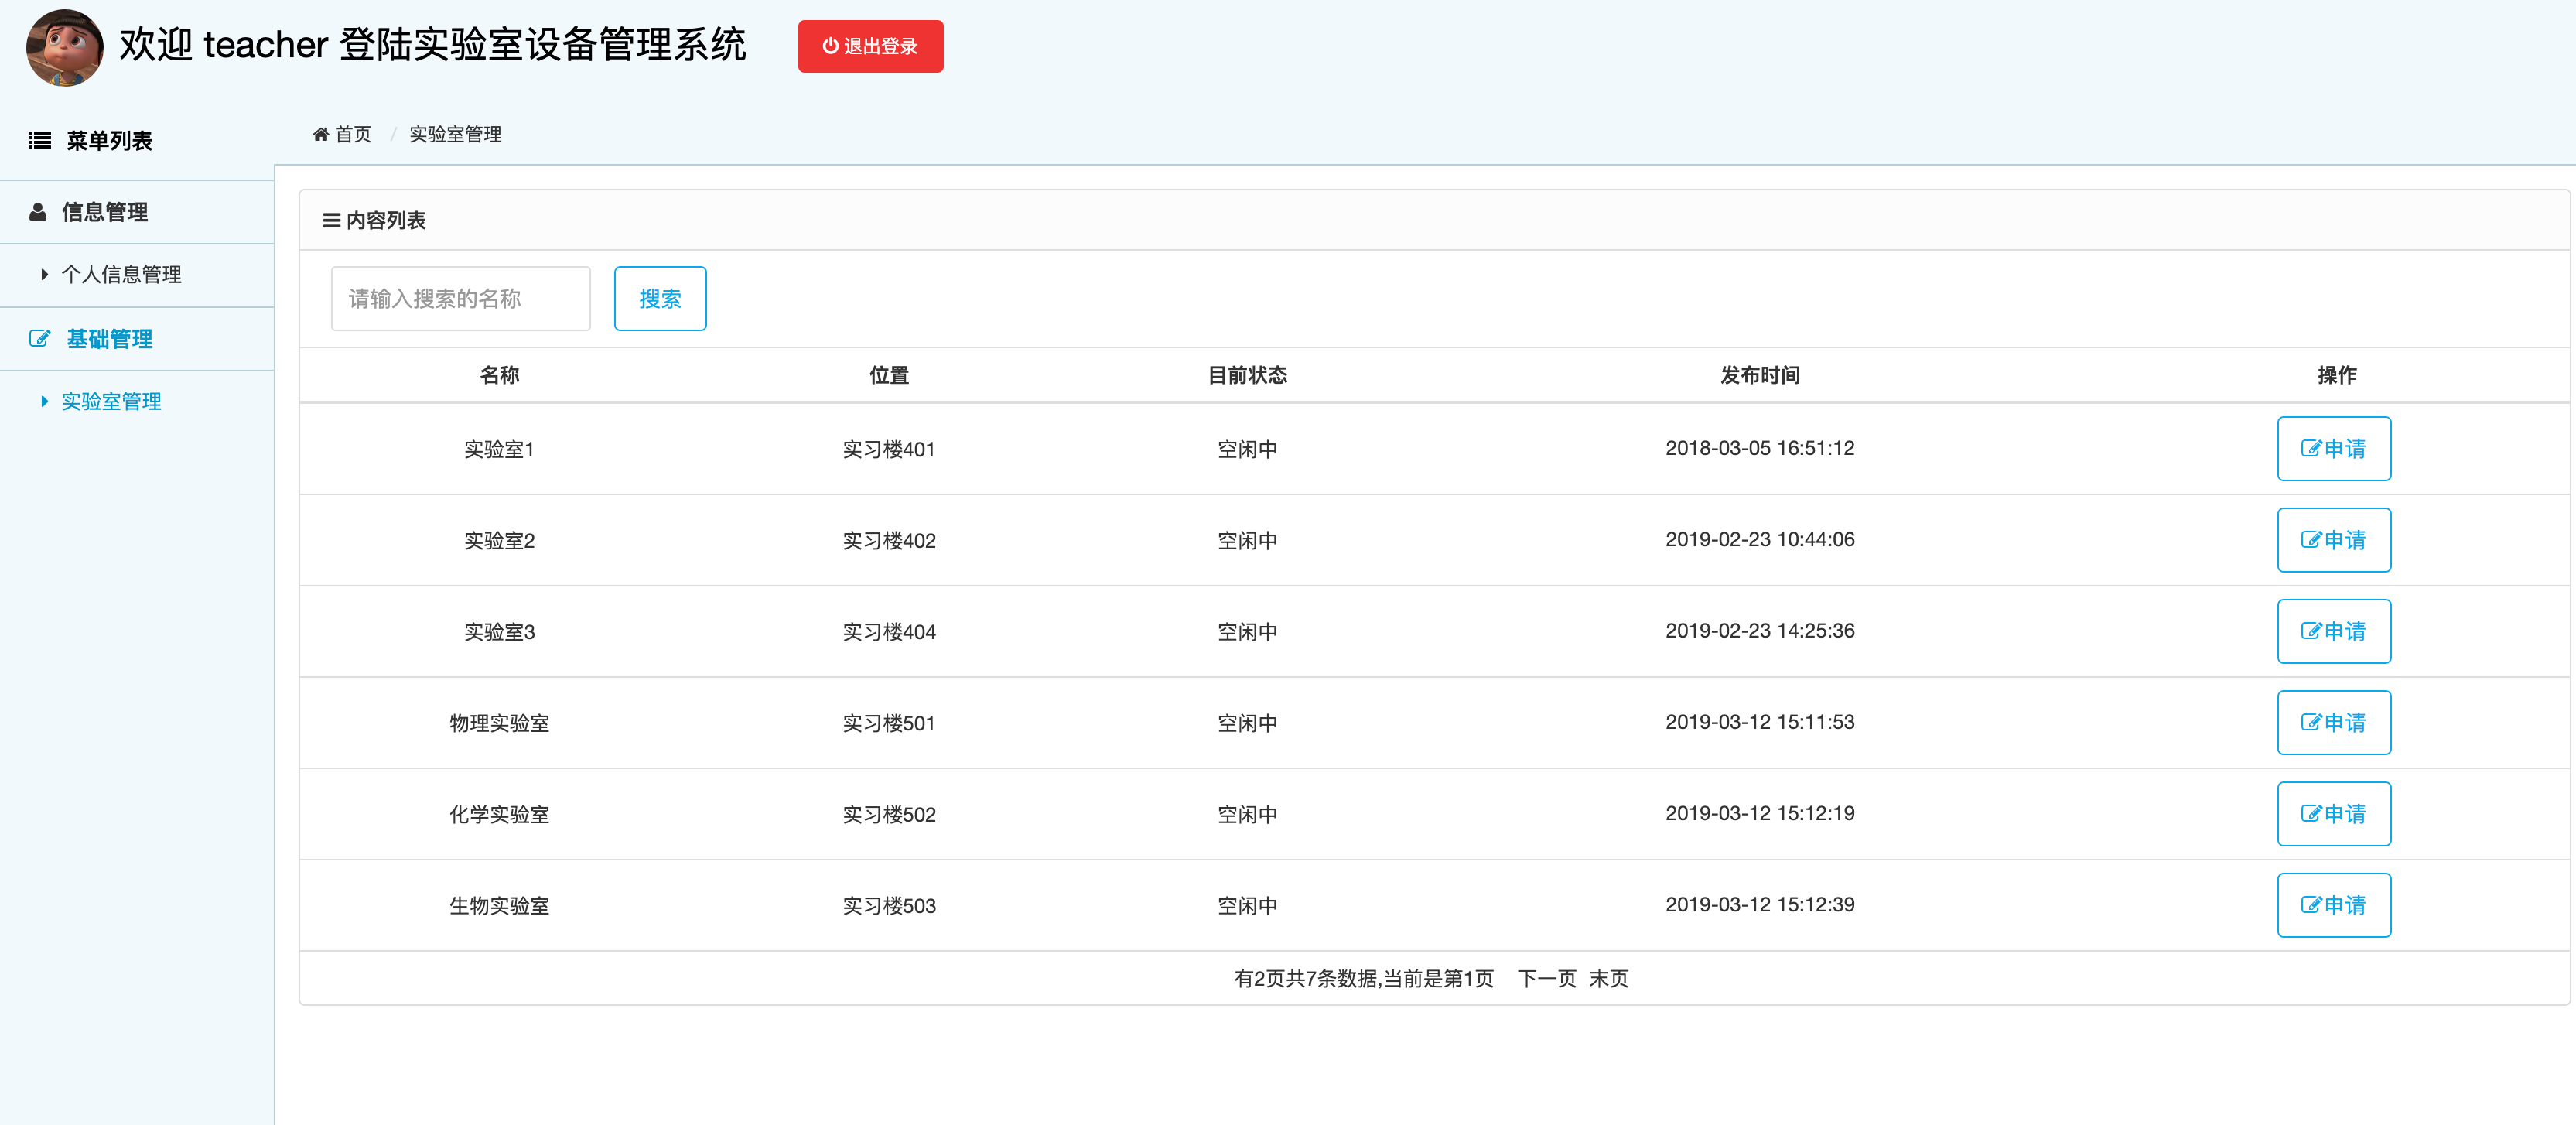 欢迎 teacher 登陆实验室设备管理系统 退出登录
菜单列表
首页 / 实验室管理
信息管理
个人信息管理
基础管理
实验室管理
内容列表
请输入搜索的名称 搜索
名称 位置 目前状态 发布时间 操作
实验室1 实习楼401 空闲中 2018-03-05 16:51:12 申请
实验室2 实习楼402 空闲中 2019-02-23 10:44:06 申请
实验室3 实习楼404 空闲中 2019-02-23 14:25:36 申请
物理实验室 实习楼501 空闲中 2019-03-12 15:11:53 申请
化学实验室 实习楼502 空闲中 2019-03-12 15:12:19 申请
生物实验室 实习楼503 空闲中 2019-03-12 15:12:39 申请
有2页共7条数据,当前是第1页 下一页 末页